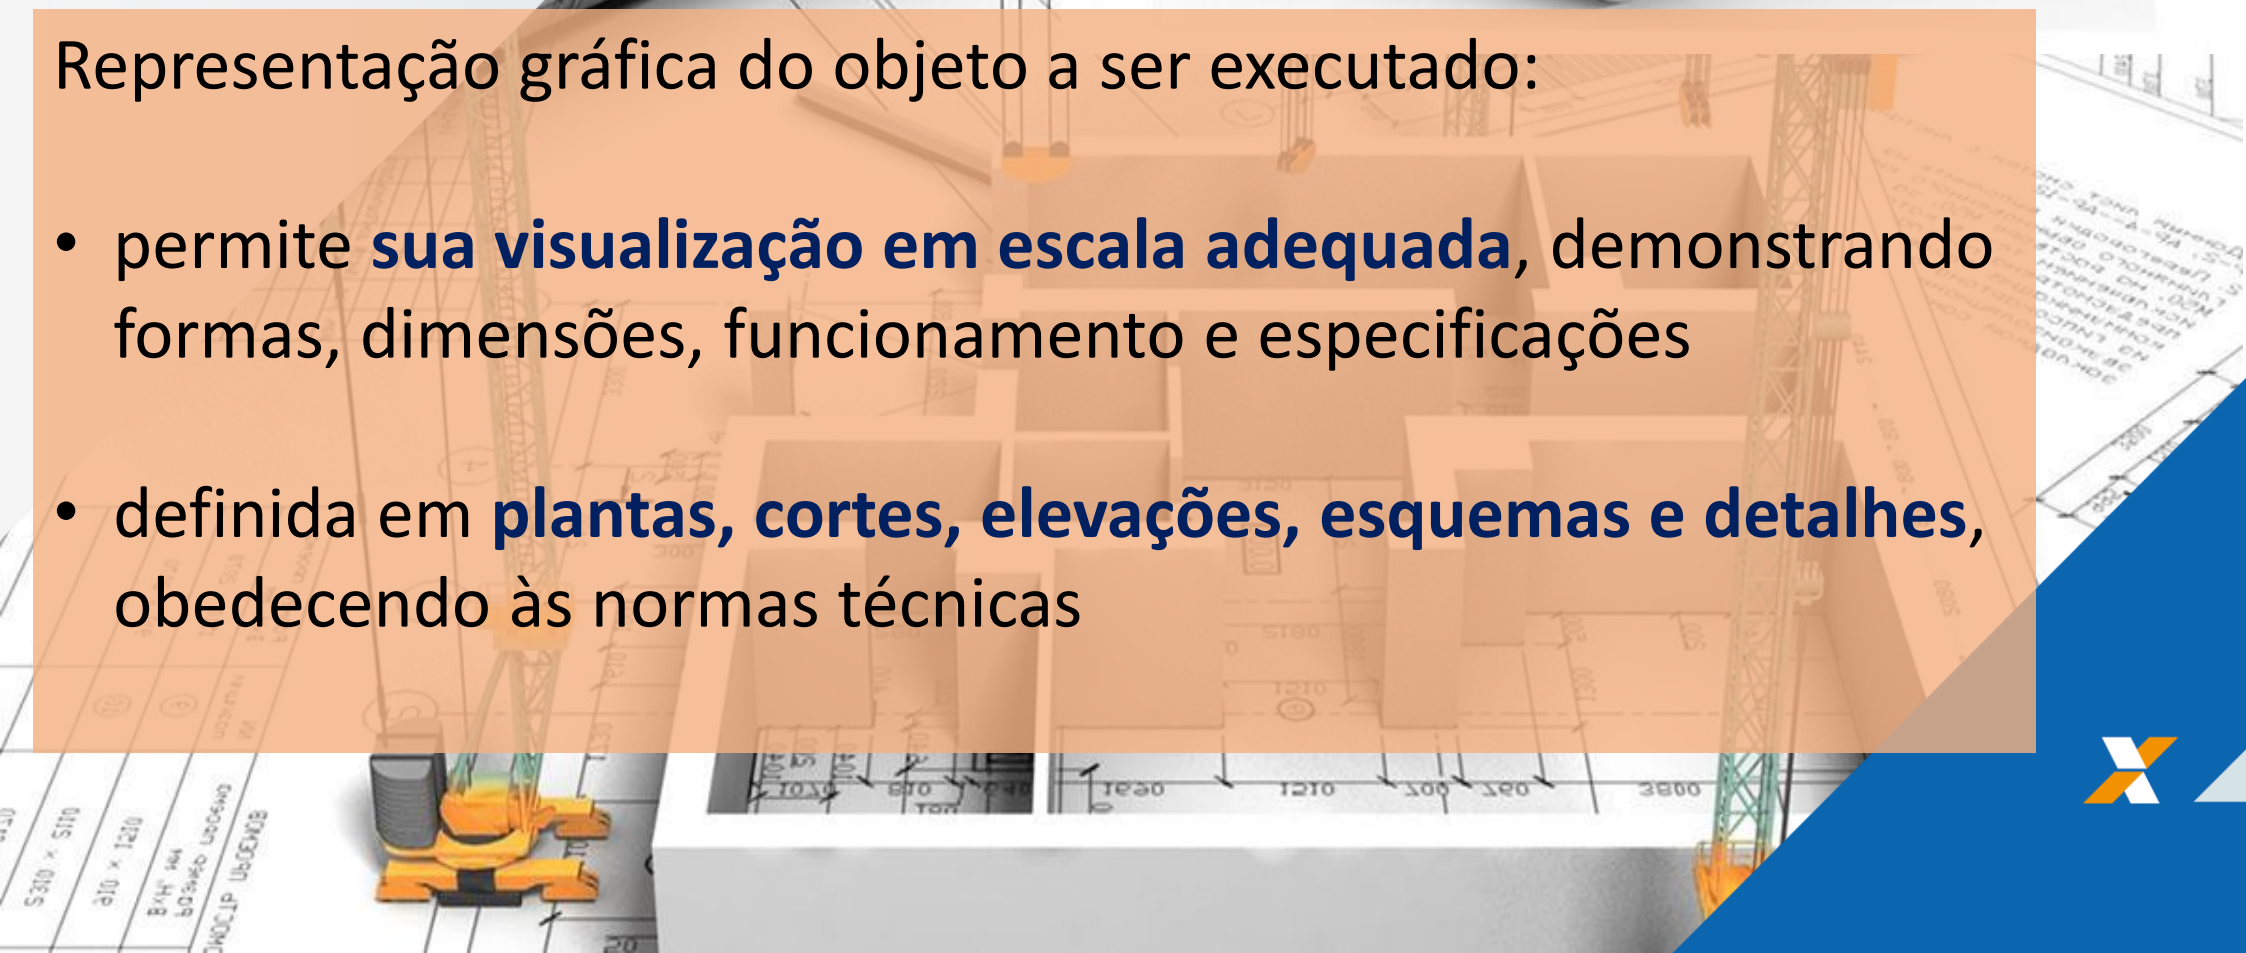 Representação gráfica do objeto a ser executado:
• permite sua visualização em escala adequada, demonstrando
formas, dimensões, funcionamento e especificações
• definida em plantas, cortes, elevações, esquemas e detalhes,
obedecendo às normas técnicas